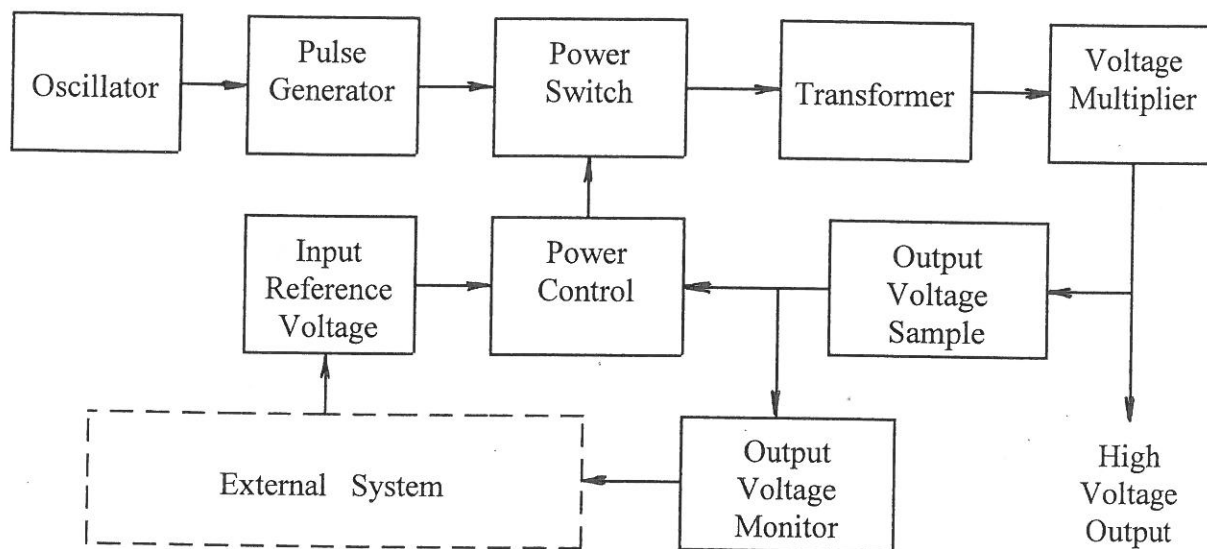 Oscillator
Pulse
Generator
Power
Switch
Transformer
Voltage
Multiplier
Input
Reference
Voltage
Power
Control
Output
Voltage
Sample
External System
Output
Voltage
Monitor
High
Voltage
Output